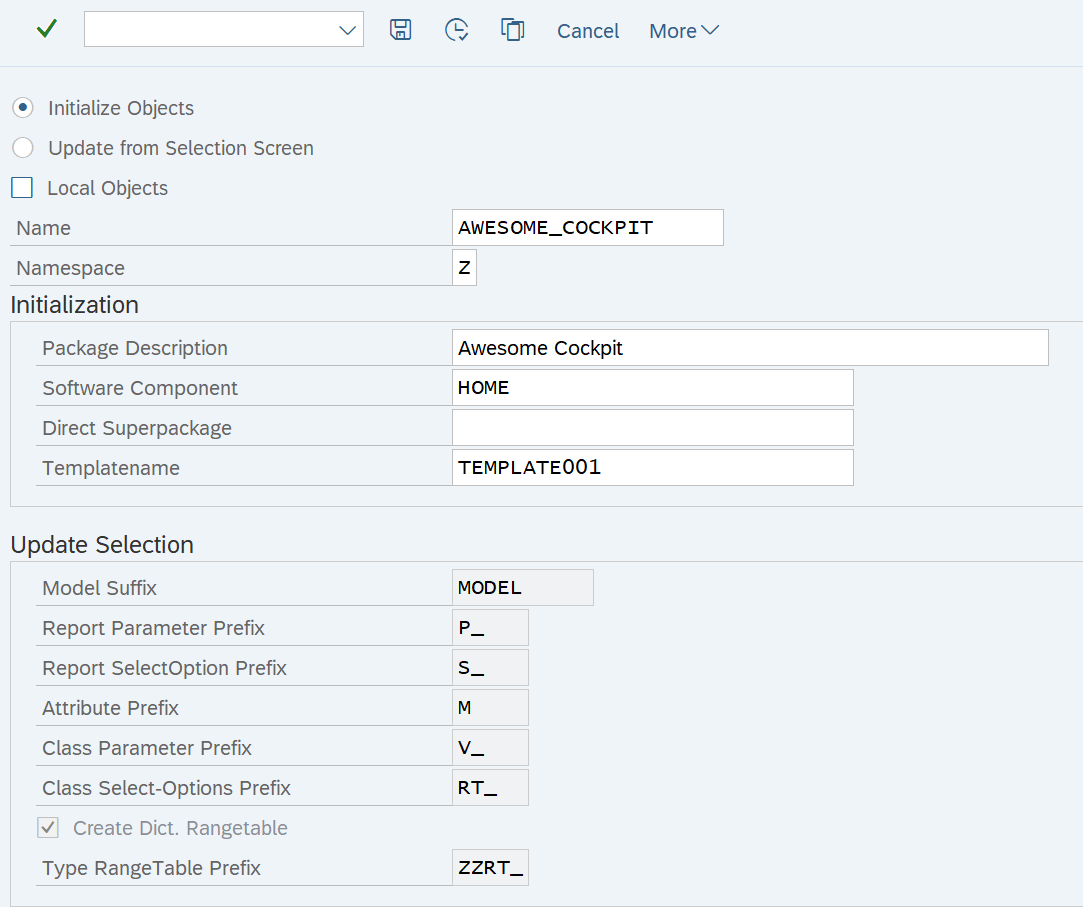 Cancel More
Initialize Objects
Update from Selection Screen
Local Objects
Name AWESOME_COCKPIT
Namespace Z
Initialization
Package Description Awesome Cockpit
Software Component HOME
Direct Superpackage
Templatename TEMPLATE001
Update Selection
Model Suffix MODEL
Report Parameter Prefix P_
Report SelectOption Prefix S_
Attribute Prefix M
Class Parameter Prefix V_
Class Select-Options Prefix RT_
Create Dict. Rangetable
Type RangeTable Prefix ZZRT_